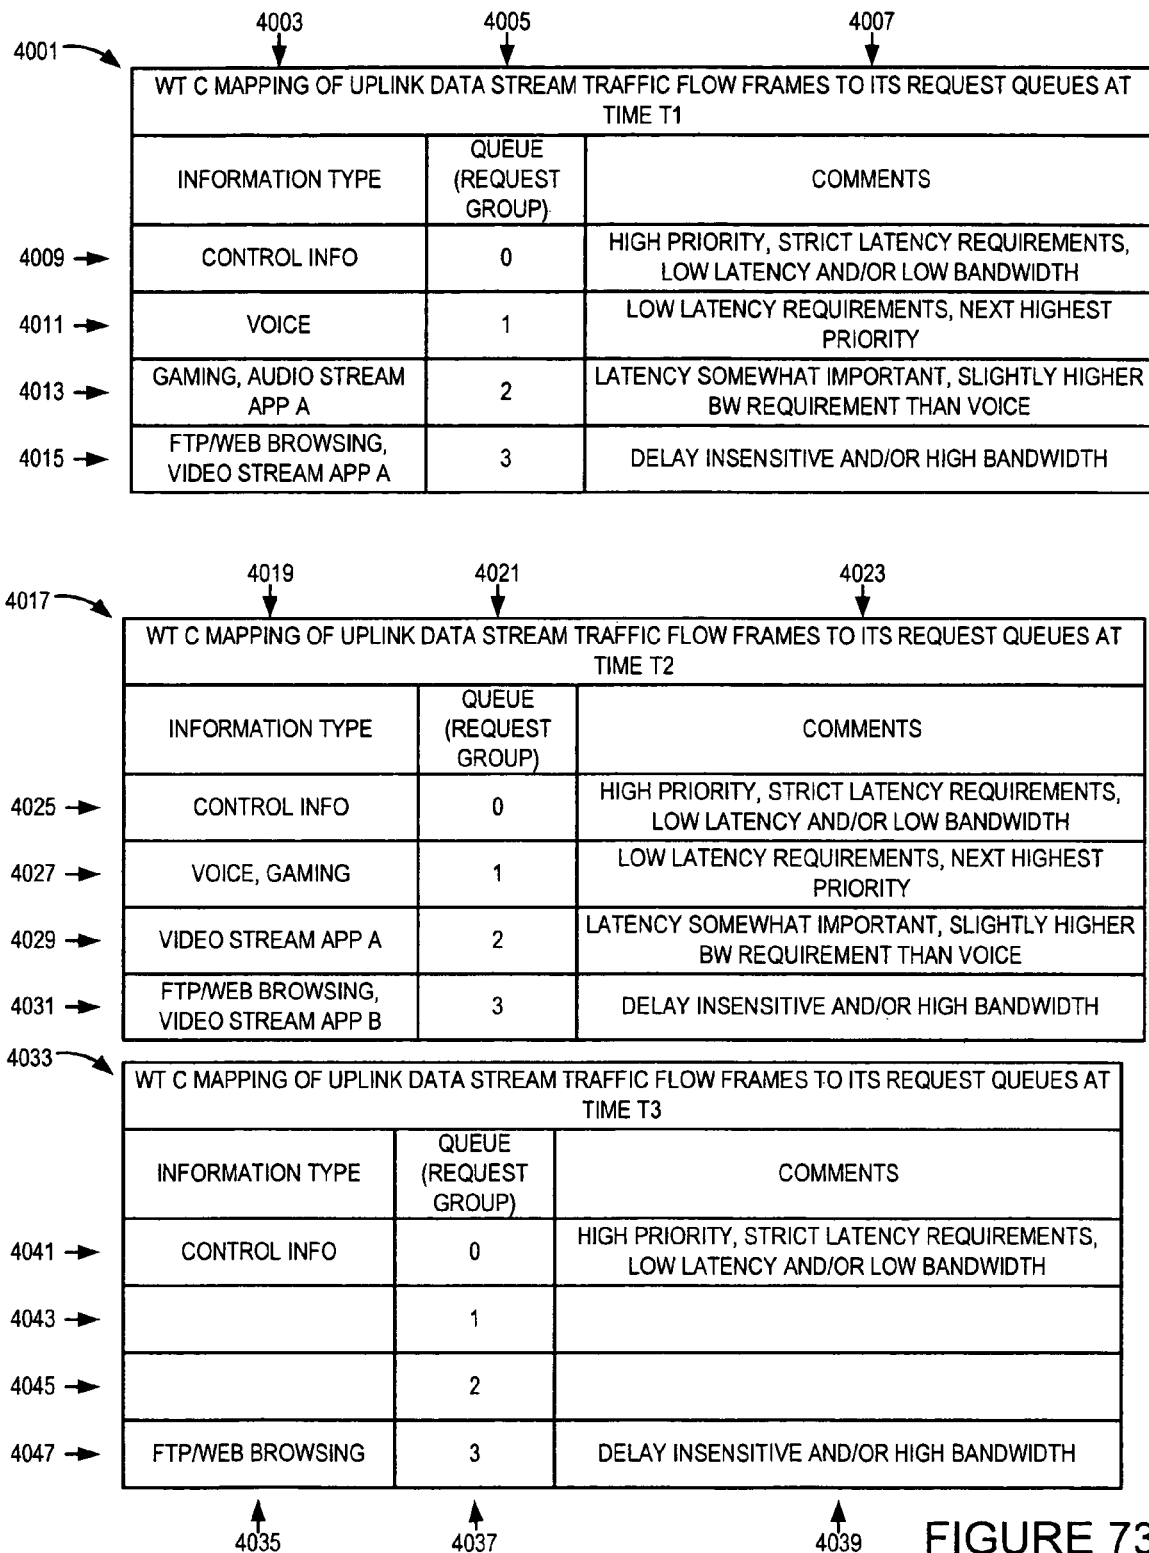 4003 4005 4007
4001
WT C MAPPING OF UPLINK DATA STREAM TRAFFIC FLOW FRAMES TO ITS REQUEST QUEUES AT
TIME T1
INFORMATION TYPE
QUEUE
(REQUEST
GROUP)
COMMENTS
4009
CONTROL INFO
0
HIGH PRIORITY, STRICT LATENCY REQUIREMENTS,
LOW LATENCY AND/OR LOW BANDWIDTH
4011
VOICE
1
LOW LATENCY REQUIREMENTS, NEXT HIGHEST
PRIORITY
4013
GAMING, AUDIO STREAM
APP A
2
LATENCY SOMEWHAT IMPORTANT, SLIGHTLY HIGHER
BW REQUIREMENT THAN VOICE
4015
FTP/WEB BROWSING,
VIDEO STREAM APP A
3
DELAY INSENSITIVE AND/OR HIGH BANDWIDTH
4019 4021 4023
4017
WT C MAPPING OF UPLINK DATA STREAM TRAFFIC FLOW FRAMES TO ITS REQUEST QUEUES AT
TIME T2
INFORMATION TYPE
QUEUE
(REQUEST
GROUP)
COMMENTS
4025
CONTROL INFO
0
HIGH PRIORITY, STRICT LATENCY REQUIREMENTS,
LOW LATENCY AND/OR LOW BANDWIDTH
4027
VOICE, GAMING
1
LOW LATENCY REQUIREMENTS, NEXT HIGHEST
PRIORITY
4029
VIDEO STREAM APP A
2
LATENCY SOMEWHAT IMPORTANT, SLIGHTLY HIGHER
BW REQUIREMENT THAN VOICE
4031
FTP/WEB BROWSING,
VIDEO STREAM APP B
3
DELAY INSENSITIVE AND/OR HIGH BANDWIDTH
4033
WT C MAPPING OF UPLINK DATA STREAM TRAFFIC FLOW FRAMES TO ITS REQUEST QUEUES AT
TIME T3
INFORMATION TYPE
QUEUE
(REQUEST
GROUP)
COMMENTS
4041
CONTROL INFO
0
HIGH PRIORITY, STRICT LATENCY REQUIREMENTS,
LOW LATENCY AND/OR LOW BANDWIDTH
4043
1
4045
2
4047
FTP/WEB BROWSING
3
DELAY INSENSITIVE AND/OR HIGH BANDWIDTH
4035 4037 4039
FIGURE 73